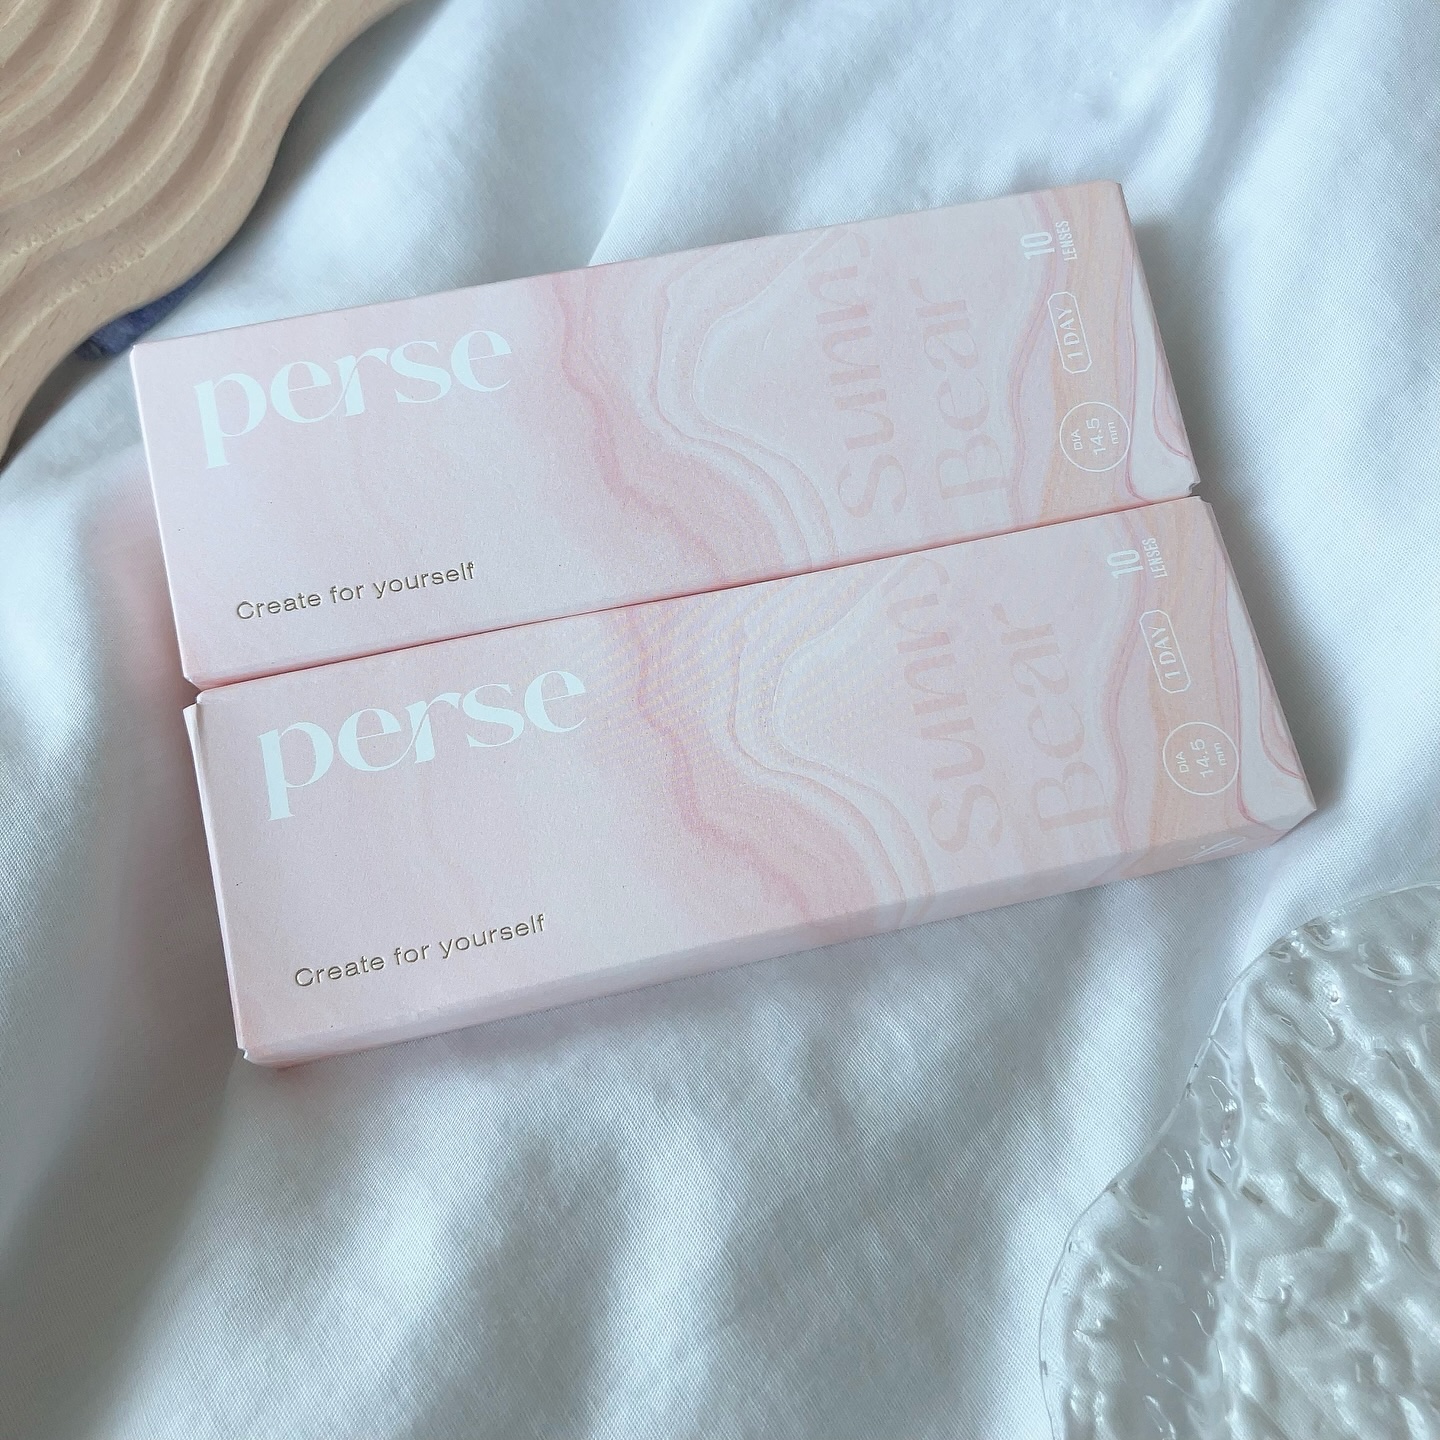 perse
Create for yourself
Sunny
Bear
10
LENSES
1 DAY
DIA
14.5
mm
perse
Create for yourself
Sunny
Bear
10
LENSES
1 DAY
DIA
14.5
mm